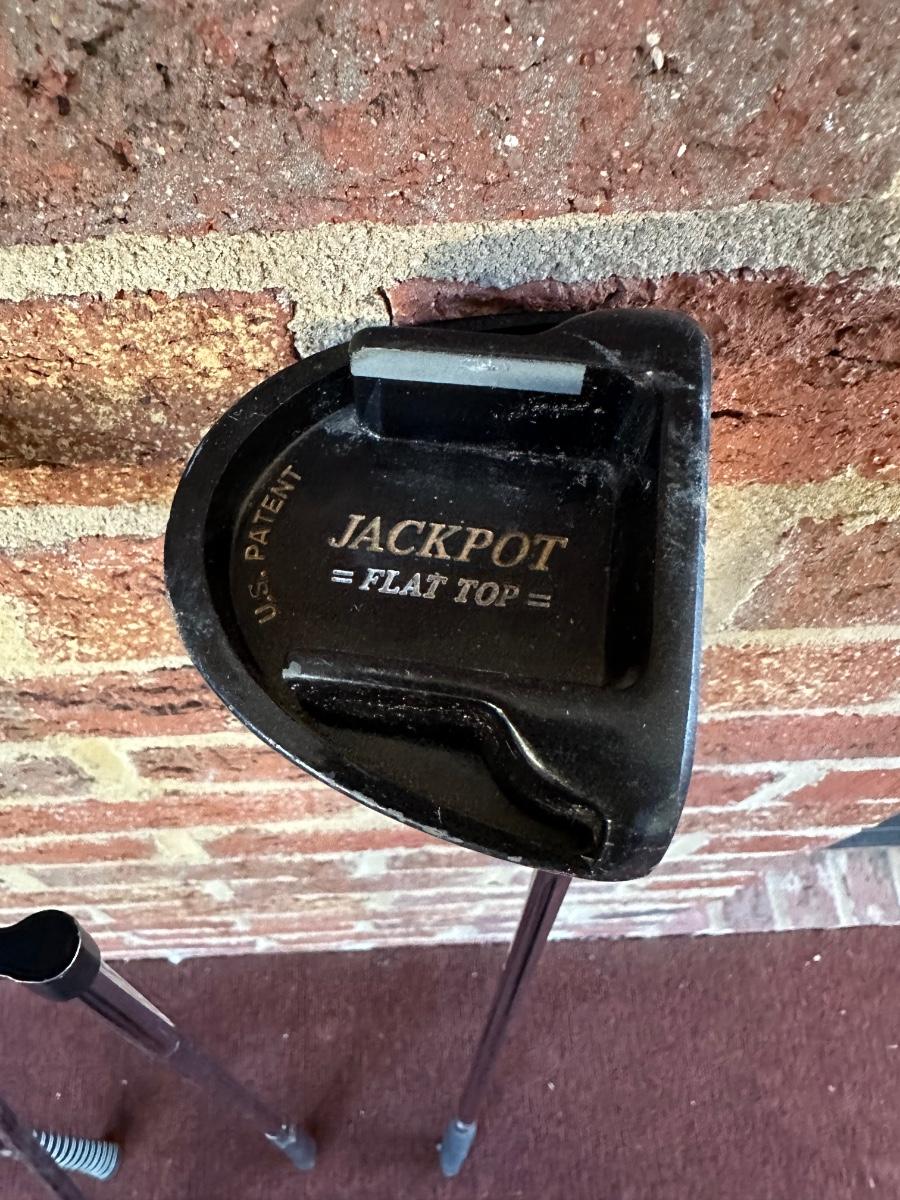 U.S. PATENT
JACKPOT
= FLAT TOP =